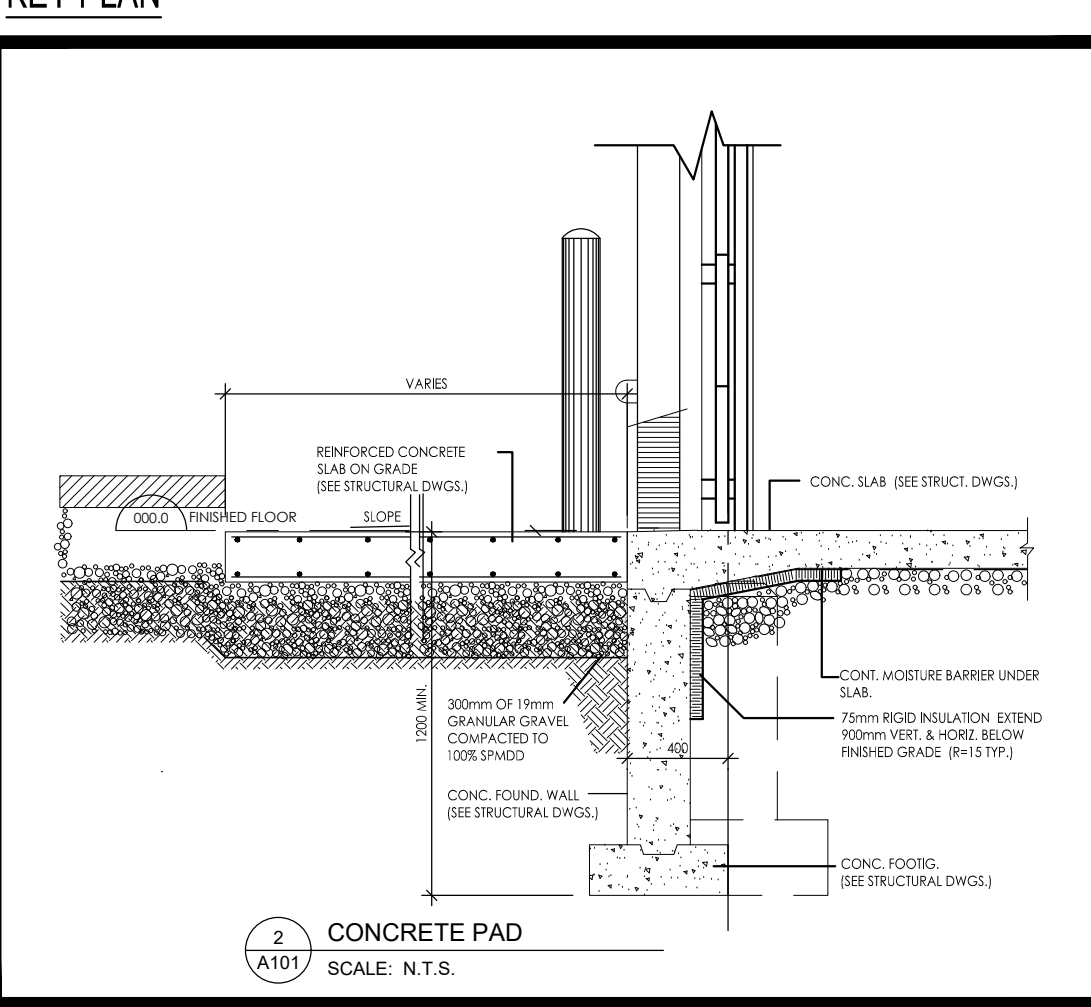 KEY PLAN
VARIES
REINFORCED CONCRETE
SLAB ON GRADE
(SEE STRUCTURAL DWGS.)
CONC. SLAB (SEE STRUCT. DWGS.)
000.0 FINISHED FLOOR
SLOPE
1200 MIN.
300mm OF 19mm
GRANULAR GRAVEL
COMPACTED TO
100% SPMDD
CONT. MOISTURE BARRIER UNDER
SLAB.
75mm RIGID INSULATION EXTEND
900mm VERT. & HORIZ. BELOW
FINISHED GRADE (R=15 TYP.)
400
CONC. FOUND. WALL
(SEE STRUCTURAL DWGS.)
CONC. FOOTIG.
(SEE STRUCTURAL DWGS.)
2
A101
CONCRETE PAD
SCALE: N.T.S.